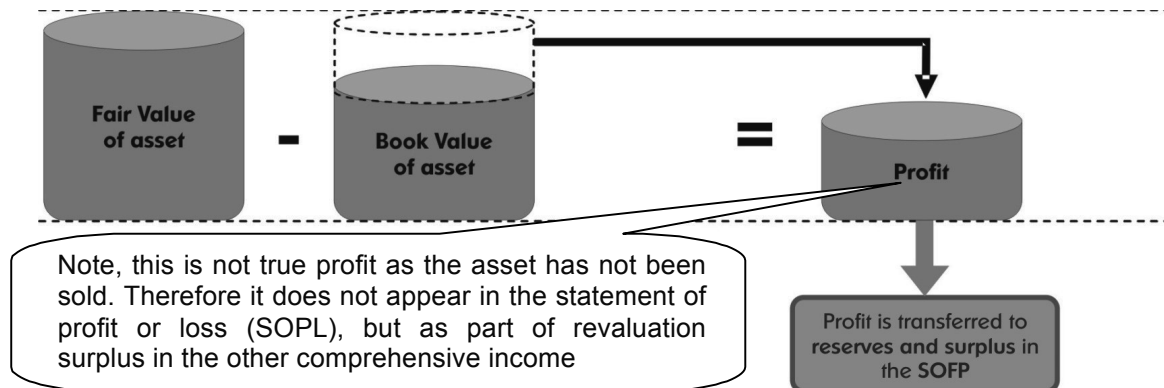 Fair Value
of asset
-
Book Value
of asset
=
Profit
Note, this is not true profit as the asset has not been
sold. Therefore it does not appear in the statement of
profit or loss (SOPL), but as part of revaluation
surplus in the other comprehensive income
Profit is transferred to
reserves and surplus in
the SOFP